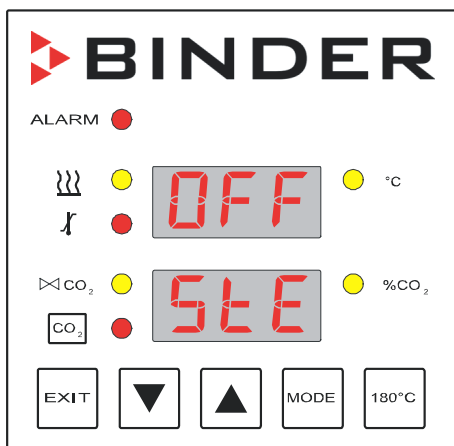 BINDER
ALARM
OFF
°C
CO₂
StE
%CO₂
CO₂
EXIT
MODE
180°C